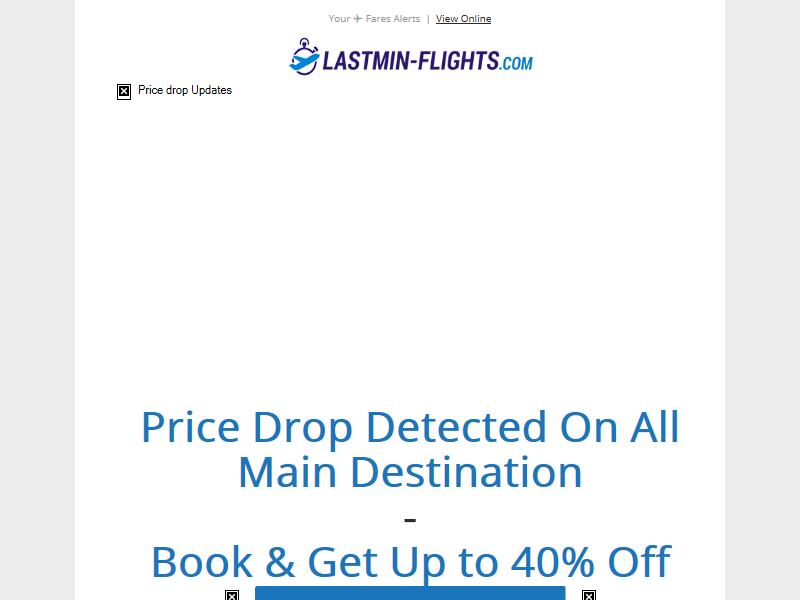 Your ✈ Fares Alerts | View Online
LASTMIN-FLIGHTS.COM
Price drop Updates
Price Drop Detected On All
Main Destination
–
Book & Get Up to 40% Off